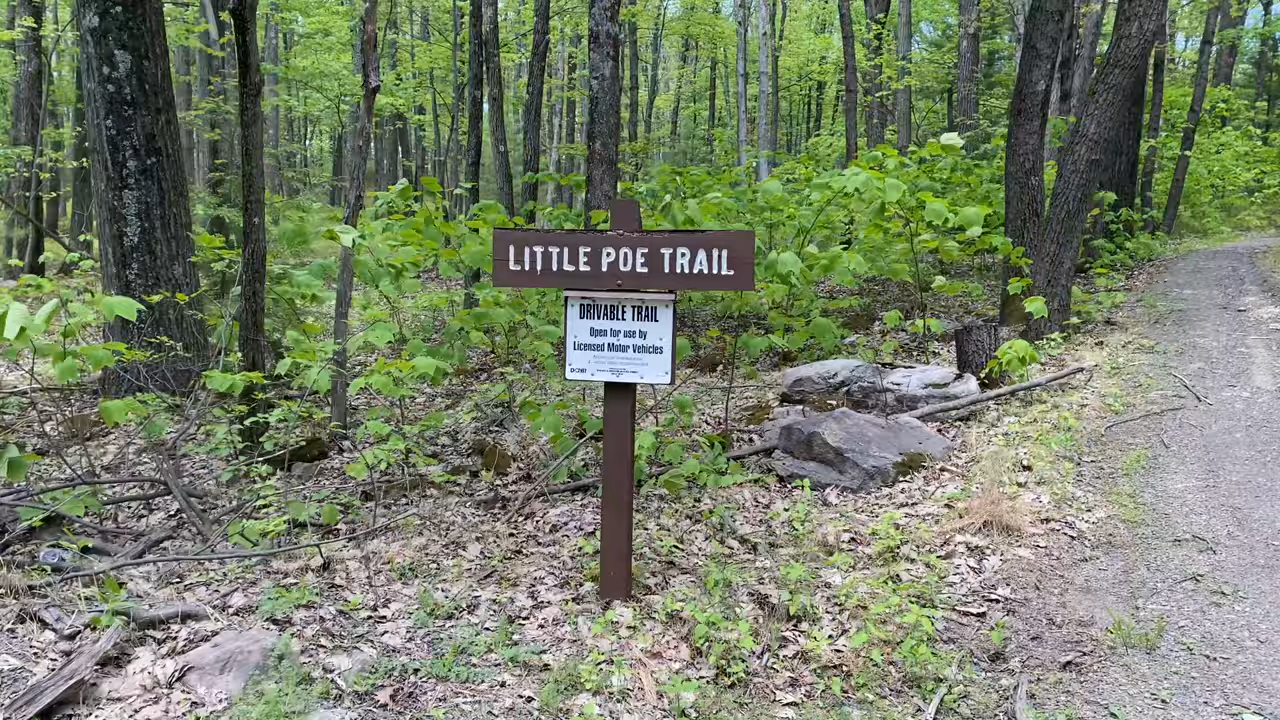 LITTLE POE TRAIL
DRIVABLE TRAIL
Open for use by
Licensed Motor Vehicles